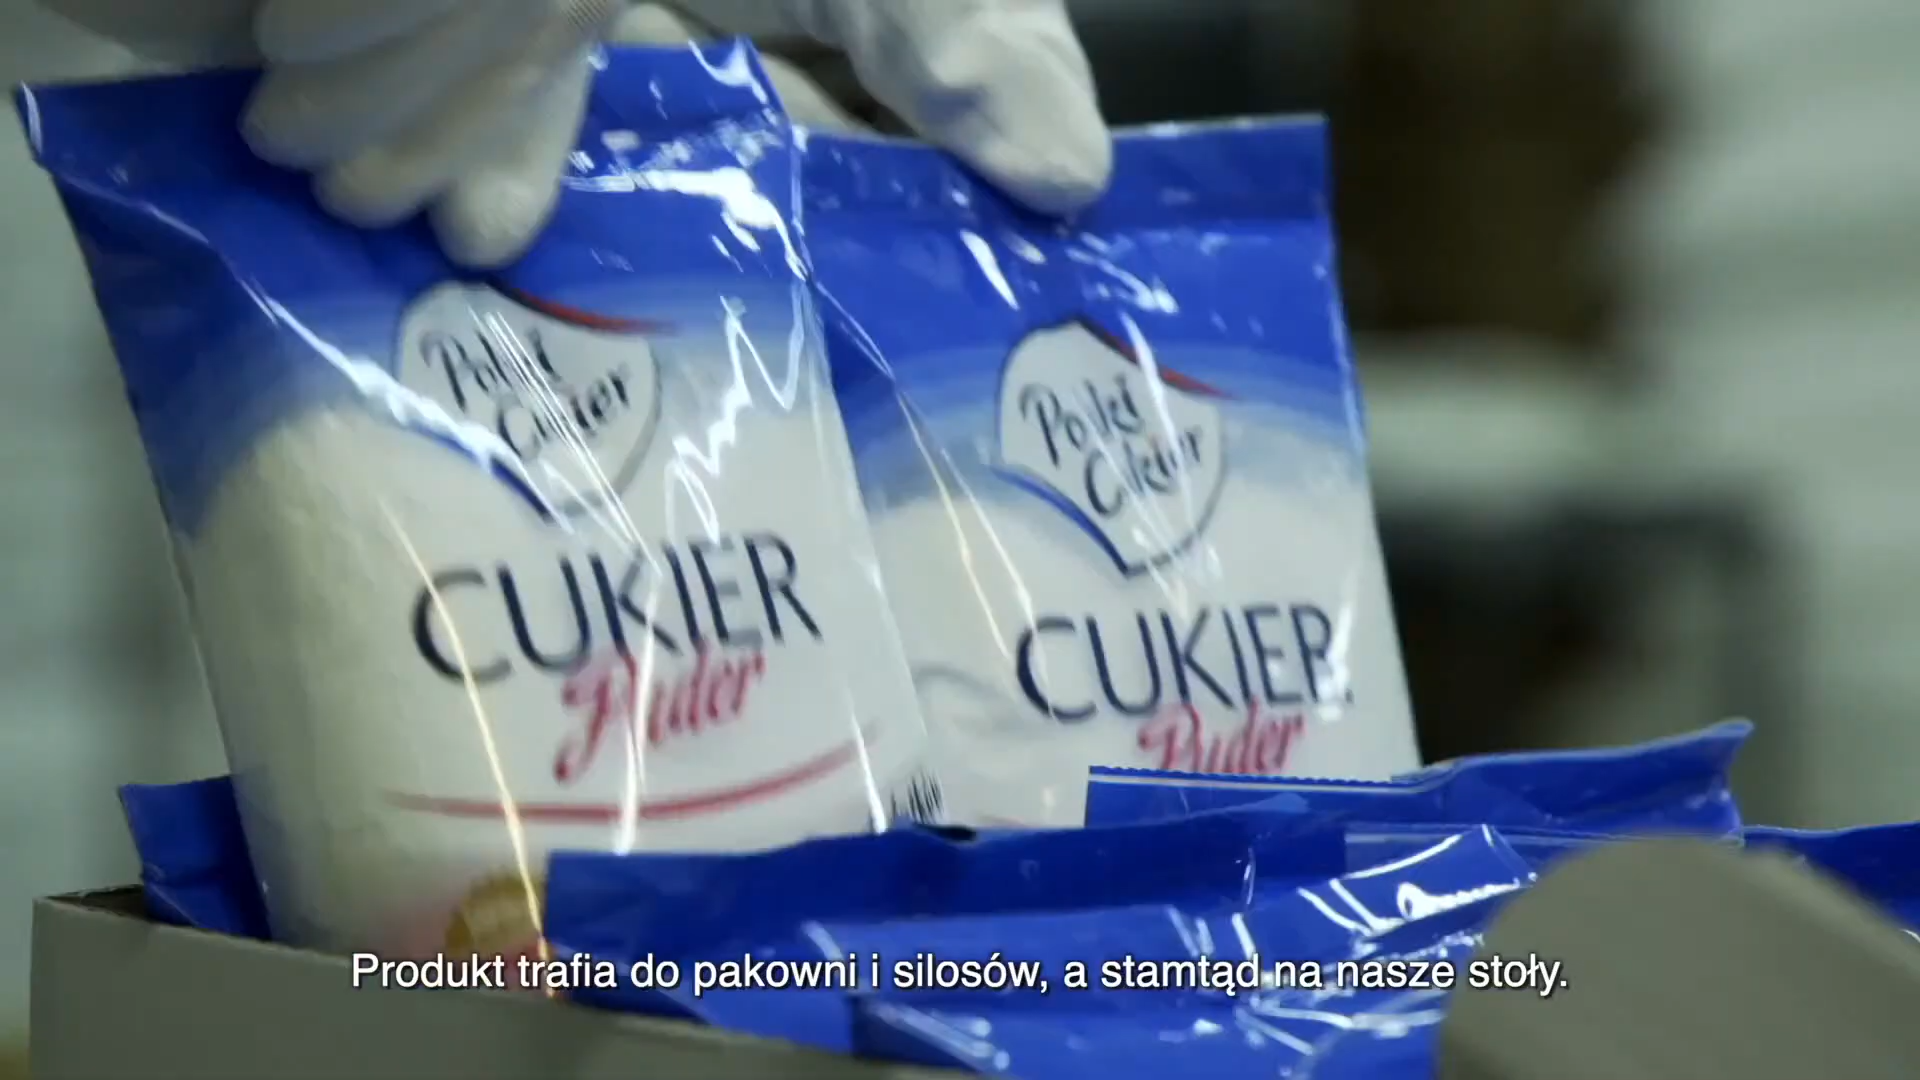 Polski
Cukier
CUKIER
Puder
Polski
Cukier
CUKIER
Puder
Produkt trafia do pakowni i silosów, a stamtąd na nasze stoły.